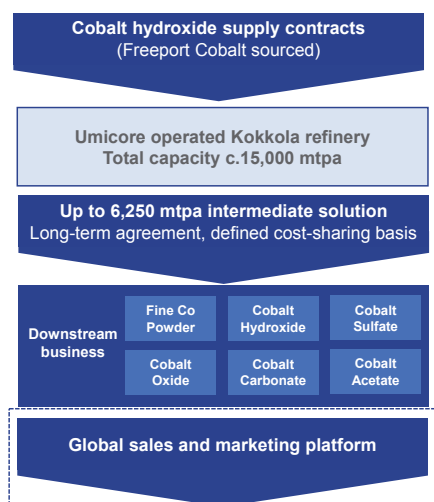 Cobalt hydroxide supply contracts
(Freeport Cobalt sourced)
Umicore operated Kokkola refinery
Total capacity c.15,000 mtpa
Up to 6,250 mtpa intermediate solution
Long-term agreement, defined cost-sharing basis
Downstream
business
Fine Co
Powder
Cobalt
Hydroxide
Cobalt
Sulfate
Cobalt
Oxide
Cobalt
Carbonate
Cobalt
Acetate
Global sales and marketing platform